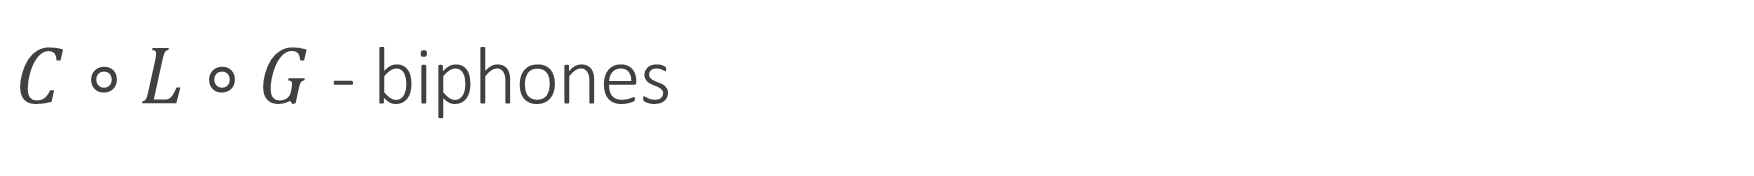 𝐶 ∘ 𝐿 ∘ 𝐺 - biphones